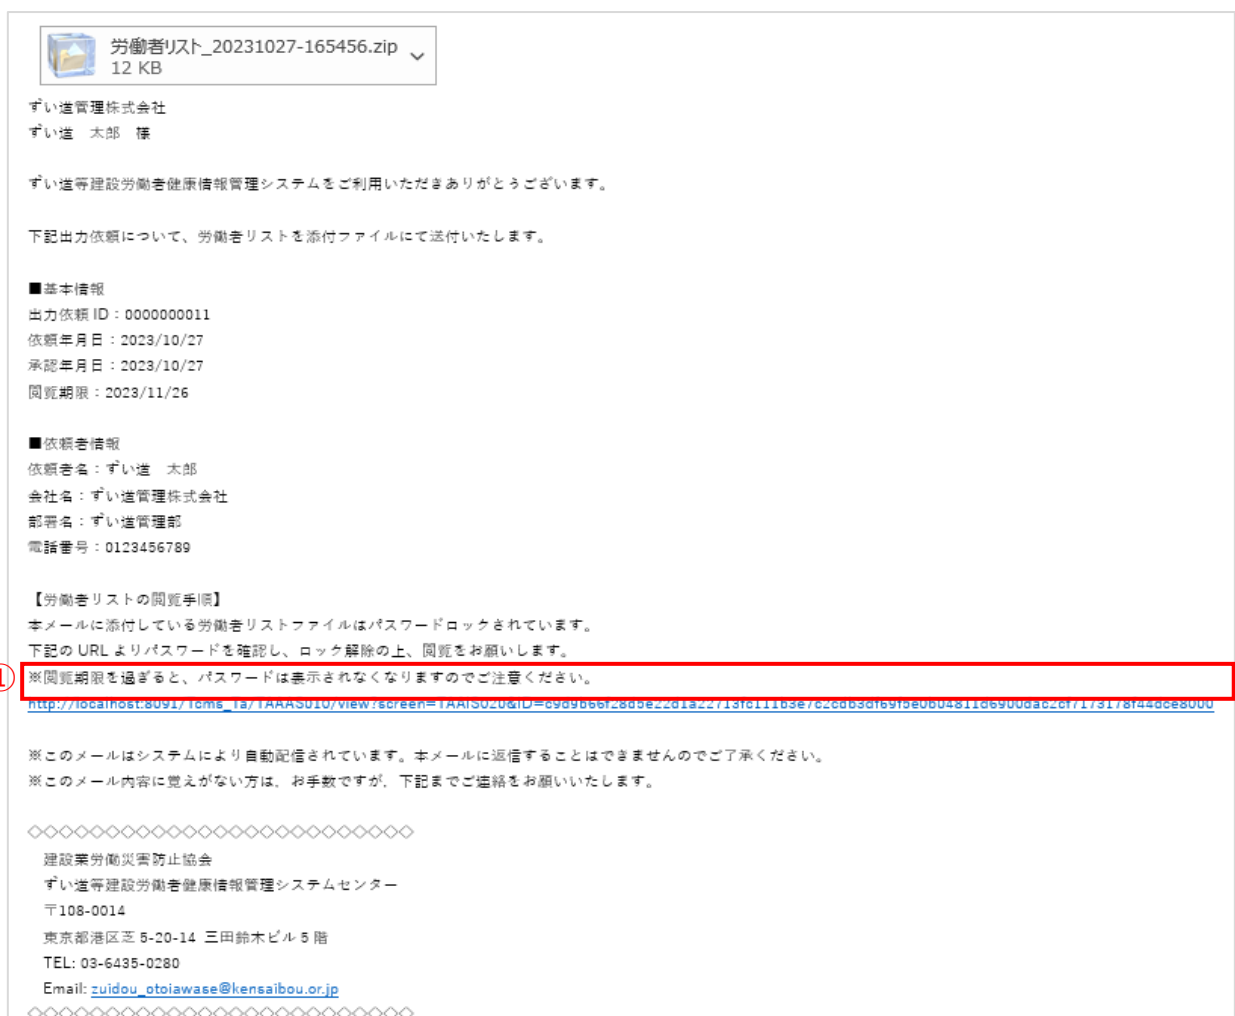 労働者リスト_20231027-165456.zip
12 KB
ずい道管理株式会社
ずい道　太郎　様
ずい道等建設労働者健康情報管理システムをご利用いただきありがとうございます。
下記出力依頼について、労働者リストを添付ファイルにて送付いたします。
■基本情報
出力依頼 ID：0000000011
依頼年月日：2023/10/27
承認年月日：2023/10/27
閲覧期限：2023/11/26
■依頼者情報
依頼者名：ずい道　太郎
会社名：ずい道管理株式会社
部署名：ずい道管理部
電話番号：0123456789
【労働者リストの閲覧手順】
本メールに添付している労働者リストファイルはパスワードロックされています。
下記の URL よりパスワードを確認し、ロック解除の上、閲覧をお願いします。
①
※閲覧期限を過ぎると、パスワードは表示されなくなりますのでご注意ください。
http://localhost:8091/Tcms_Ta/TAAAS010/view?screen=TAAIS020&ID=c9d9b66f28d5e22d1a22713fc111b3e7c2cdb3df69f5e0b04811d6900dac2cf7173178f44dce8000
※このメールはシステムにより自動配信されています。本メールに返信することはできませんのでご了承ください。
※このメール内容に覚えがない方は、お手数ですが、下記までご連絡をお願いいたします。
◇◇◇◇◇◇◇◇◇◇◇◇◇◇◇◇◇◇◇◇◇◇◇◇◇
建設業労働災害防止協会
ずい道等建設労働者健康情報管理システムセンター
〒108-0014
東京都港区芝 5-20-14 三田鈴木ビル 5 階
TEL: 03-6435-0280
Email: zuidou_otoiawase@kensaibou.or.jp
◇◇◇◇◇◇◇◇◇◇◇◇◇◇◇◇◇◇◇◇◇◇◇◇◇